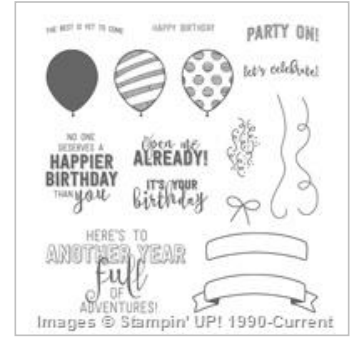 THE BEST IS YET TO COME
HAPPY BIRTHDAY
PARTY ON!
let's celebrate!
NO ONE
DESERVES A
HAPPIER
BIRTHDAY
THAN you
Open me
ALREADY!
IT'S YOUR
birthday
HERE'S TO
ANOTHER YEAR
full
OF
ADVENTURES!
Images © Stampin' UP! 1990-Current